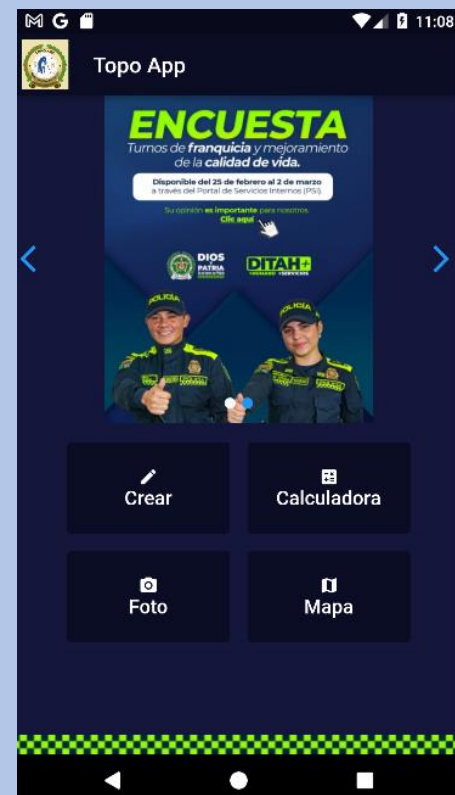 11:08
Topo App
ENCUESTA
Turnos de franquicia y mejoramiento
de la calidad de vida.
Disponible del 25 de febrero al 2 de marzo
a través del Portal de Servicios Internos (PSI)
Su opinión es importante para nosotros.
Clic aquí
DIOS
Y
PATRIA
DITAH+
POLICIA
POLICIA
Crear
Calculadora
Foto
Mapa